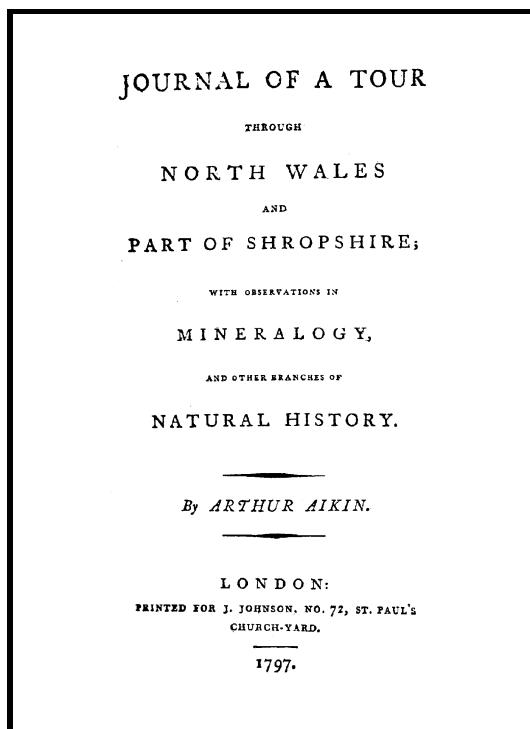 JOURNAL OF A TOUR
THROUGH
NORTH WALES
AND
PART OF SHROPSHIRE;
WITH OBSERVATIONS IN
MINERALOGY,
AND OTHER BRANCHES OF
NATURAL HISTORY.
By ARTHUR AIKIN.
LONDON:
PRINTED FOR J. JOHNSON, NO. 72, ST. PAUL'S
CHURCH-YARD.
1797.